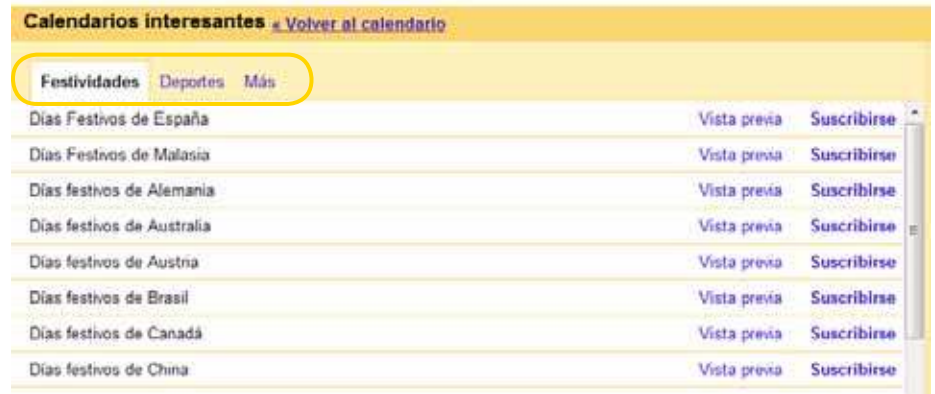 Calendarios interesantes « Volver al calendario
Festividades Deportes Más
Días Festivos de España Vista previa Suscribirse
Días Festivos de Malasia Vista previa Suscribirse
Días festivos de Alemania Vista previa Suscribirse
Días festivos de Australia Vista previa Suscribirse
Días festivos de Austria Vista previa Suscribirse
Días festivos de Brasil Vista previa Suscribirse
Días festivos de Canadá Vista previa Suscribirse
Días festivos de China Vista previa Suscribirse